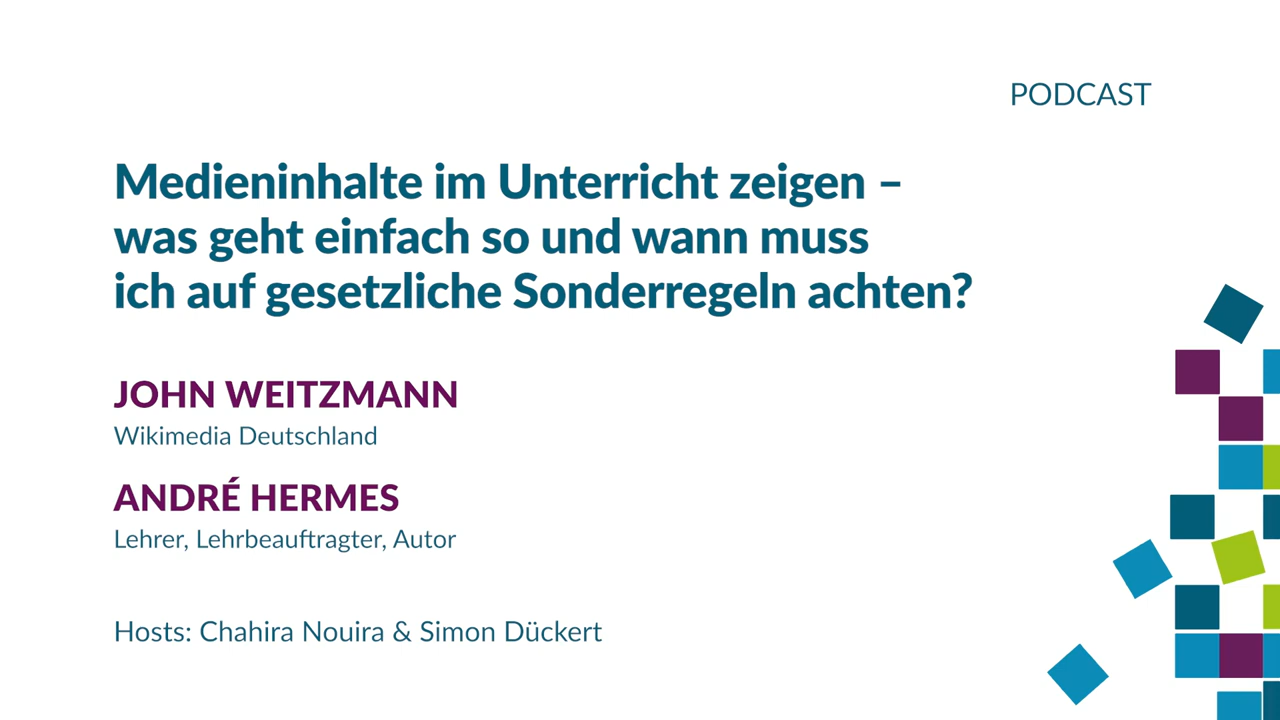 PODCAST
Medieninhalte im Unterricht zeigen –
was geht einfach so und wann muss
ich auf gesetzliche Sonderregeln achten?
JOHN WEITZMANN
Wikimedia Deutschland
ANDRÉ HERMES
Lehrer, Lehrbeauftragter, Autor
Hosts: Chahira Nouira & Simon Dückert